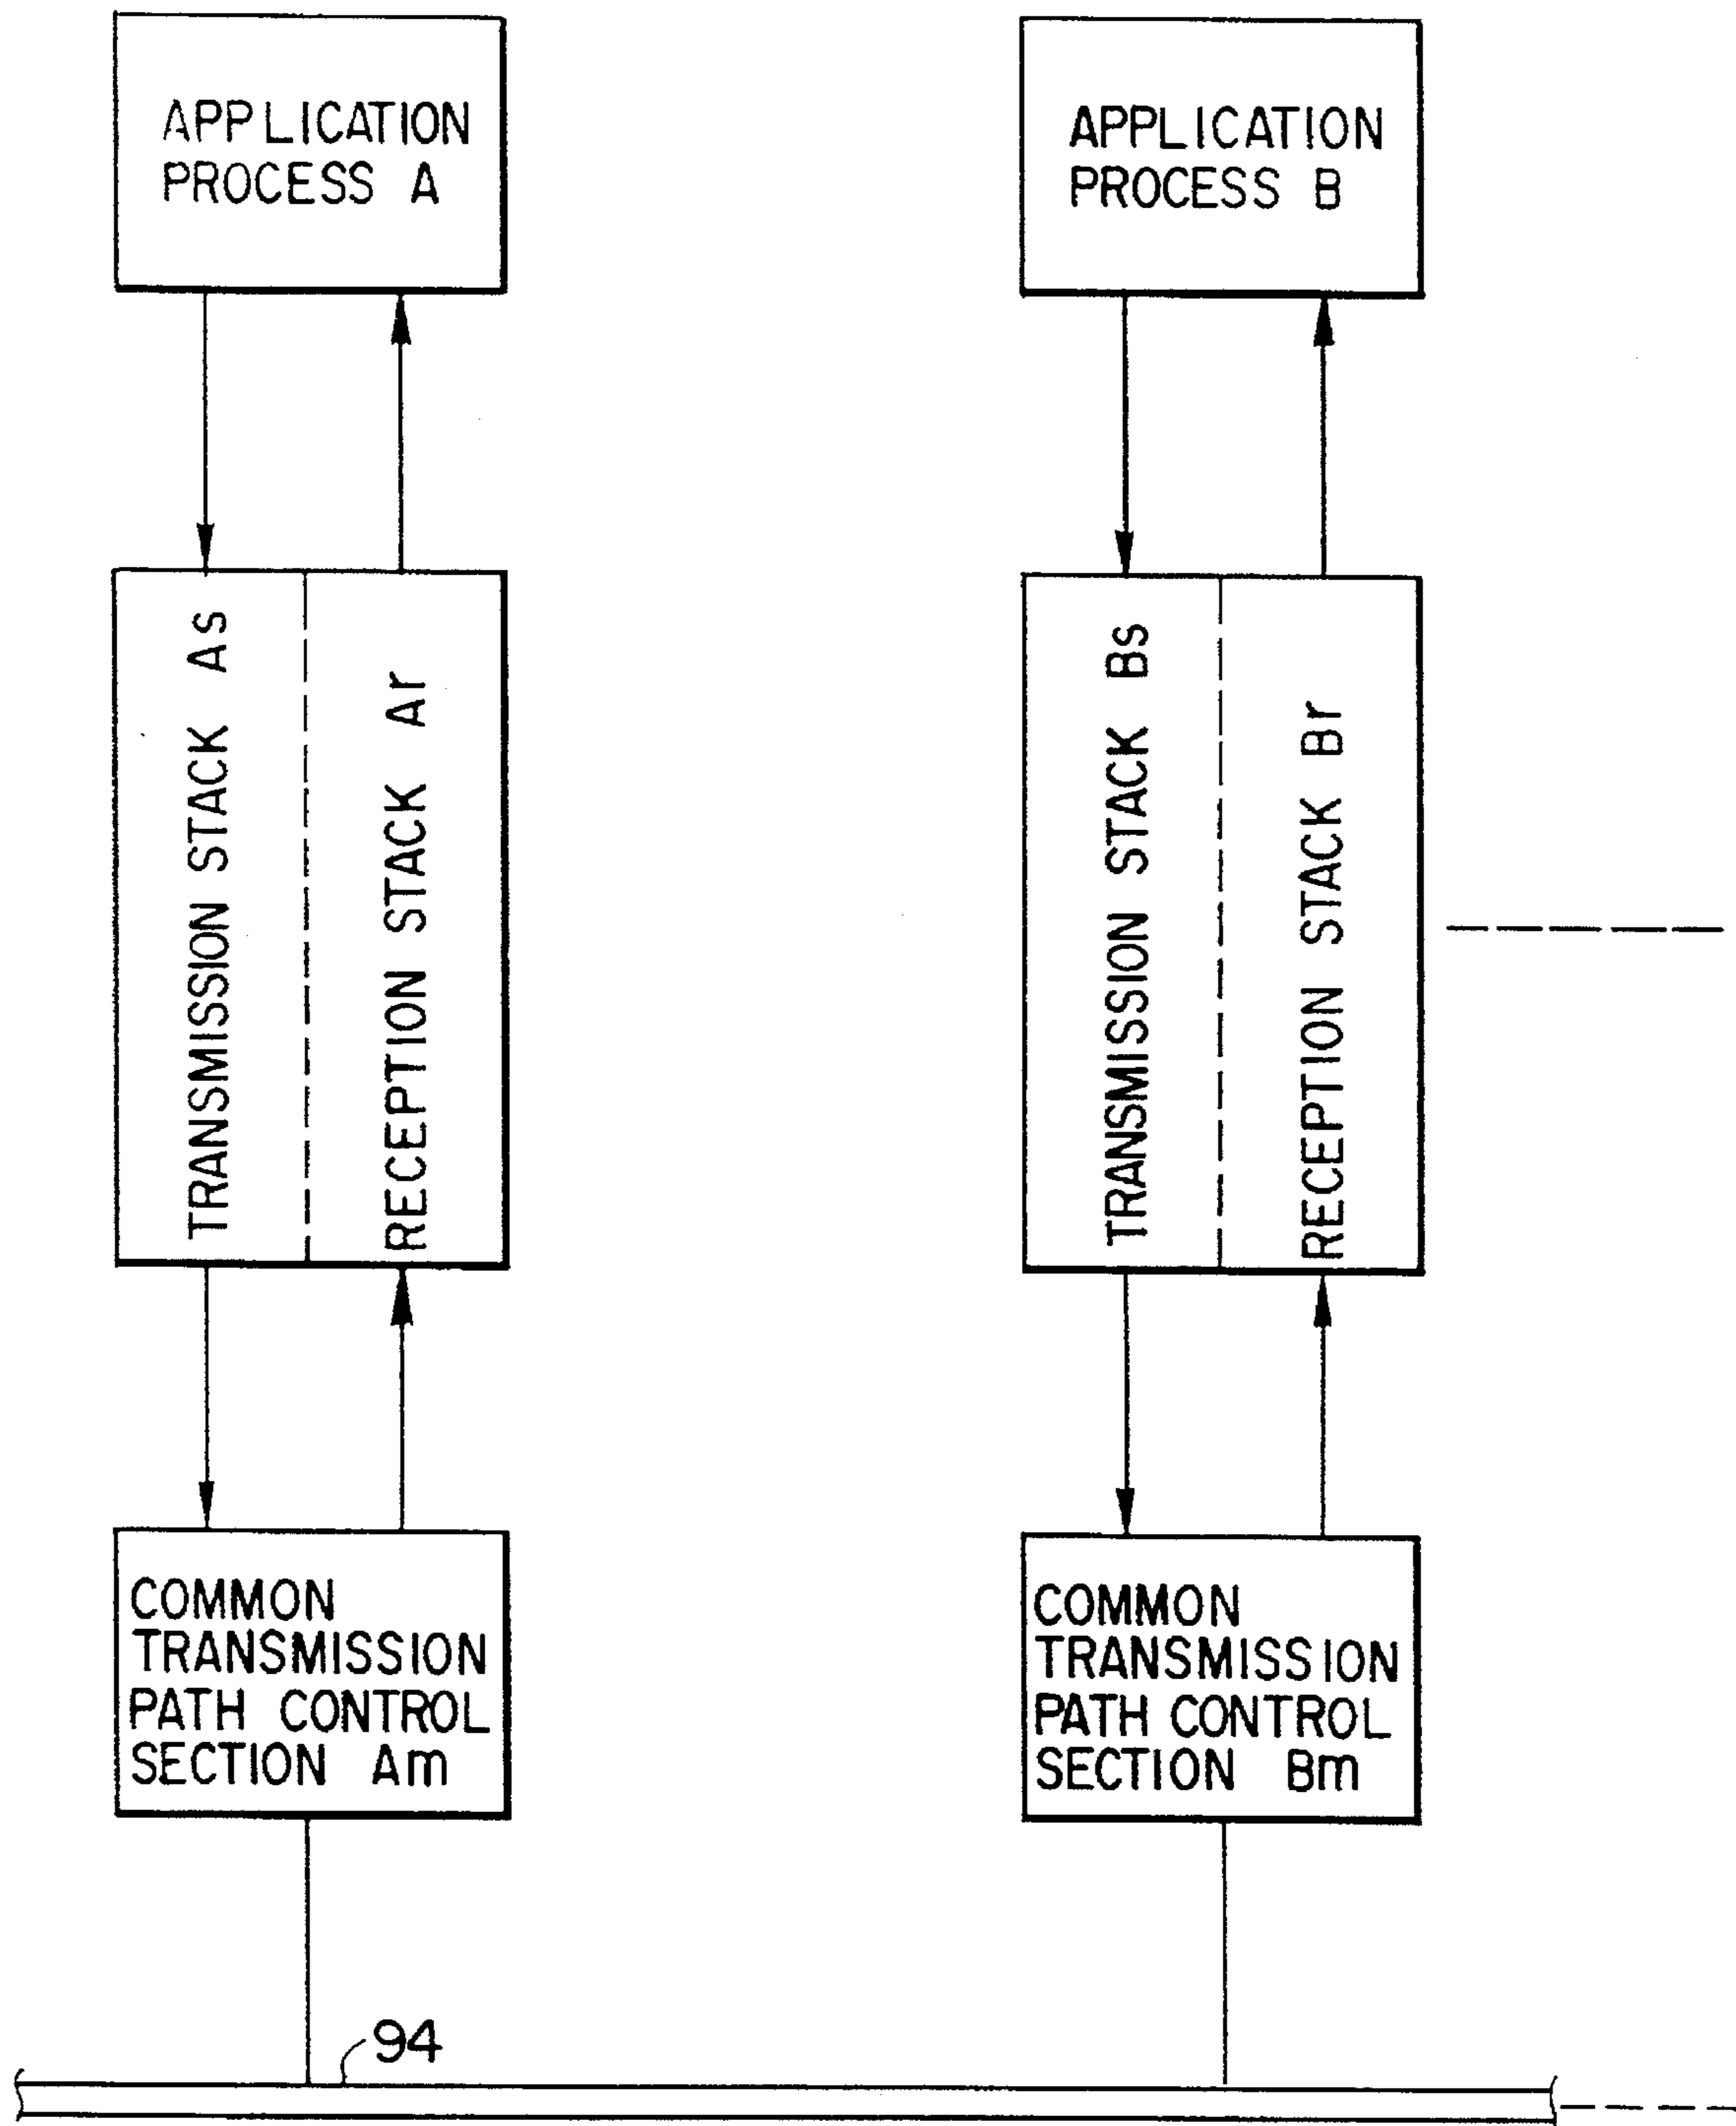 APPLICATION
PROCESS A
APPLICATION
PROCESS B
TRANSMISSION STACK As
RECEPTION STACK Ar
TRANSMISSION STACK Bs
RECEPTION STACK Br
COMMON
TRANSMISSION
PATH CONTROL
SECTION Am
COMMON
TRANSMISSION
PATH CONTROL
SECTION Bm
94